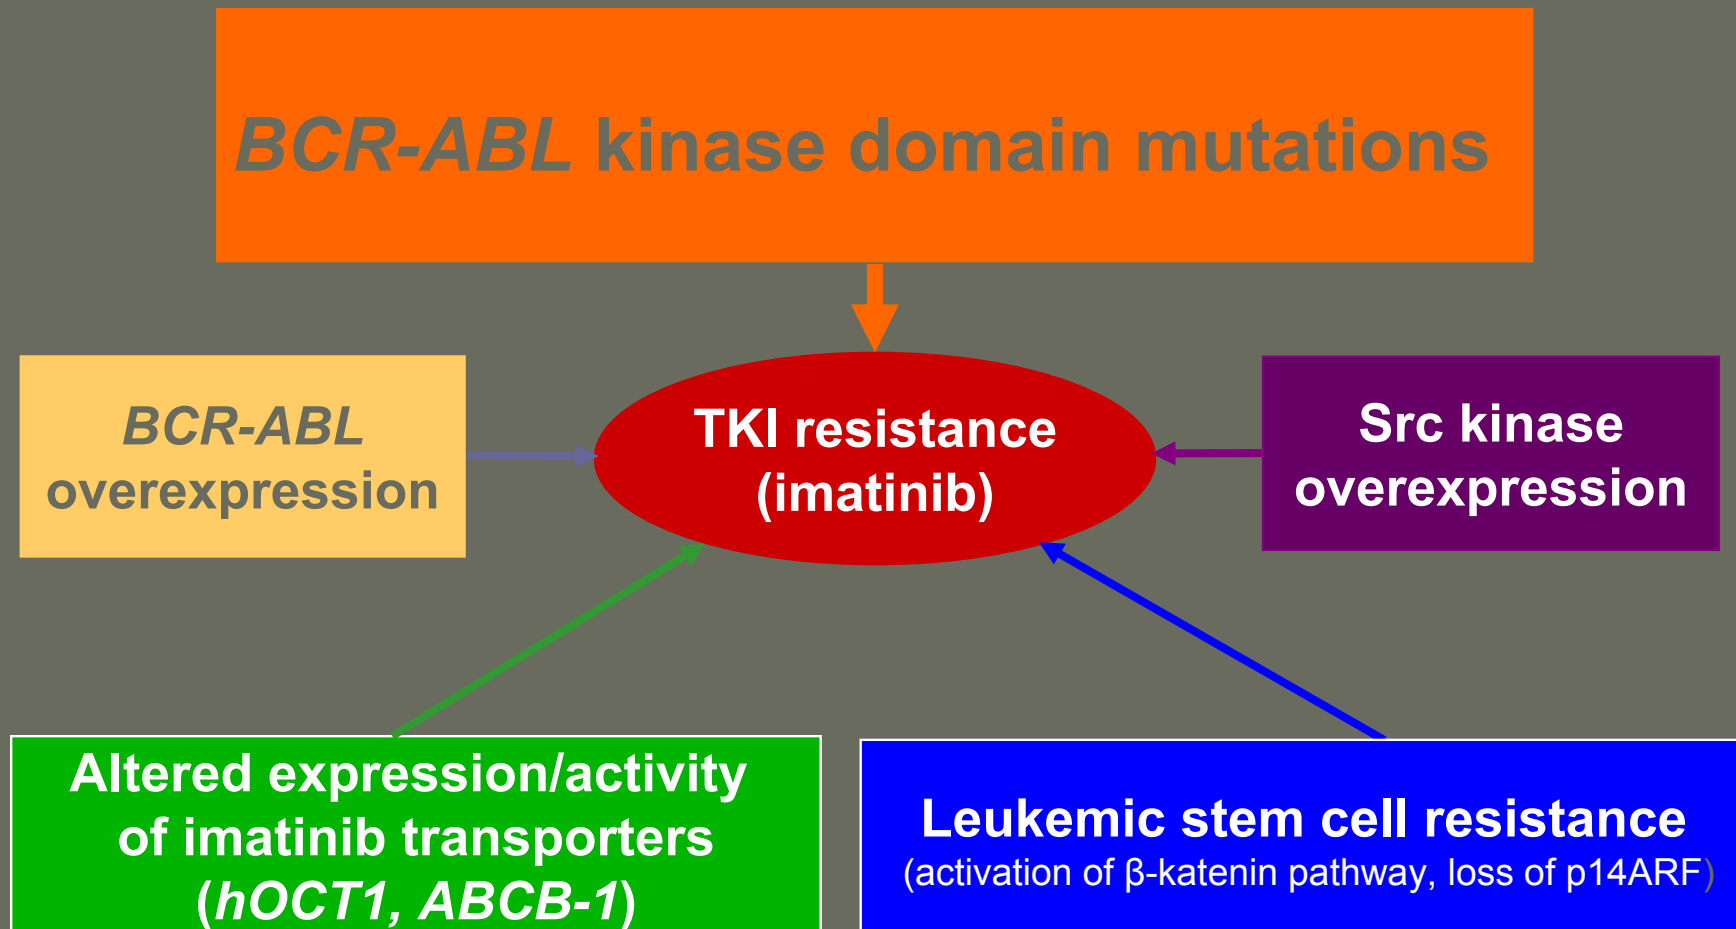 BCR-ABL kinase domain mutations
BCR-ABL
overexpression
TKI resistance
(imatinib)
Src kinase
overexpression
Altered expression/activity
of imatinib transporters
(hOCT1, ABCB-1)
Leukemic stem cell resistance
(activation of β-katenin pathway, loss of p14ARF)